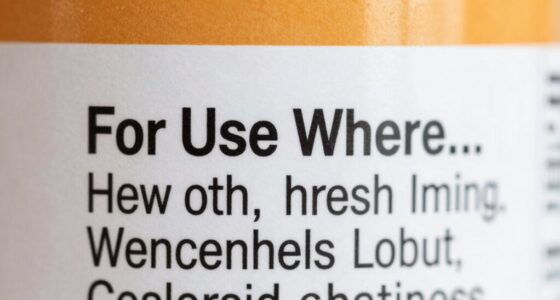 For Use Where...
Hew oth, hresh Iming.
Wencenhels Lobut,